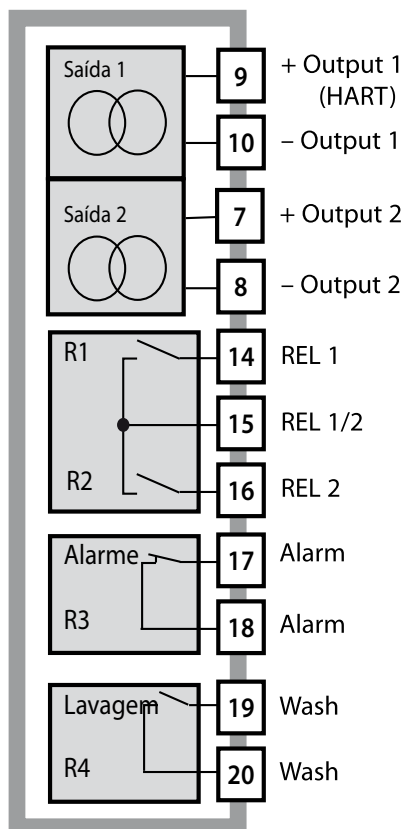 Saída 1
9
+ Output 1
(HART)
10
– Output 1
Saída 2
7
+ Output 2
8
– Output 2
R1
14
REL 1
15
REL 1/2
R2
16
REL 2
Alarme
17
Alarm
R3
18
Alarm
Lavagem
19
Wash
R4
20
Wash